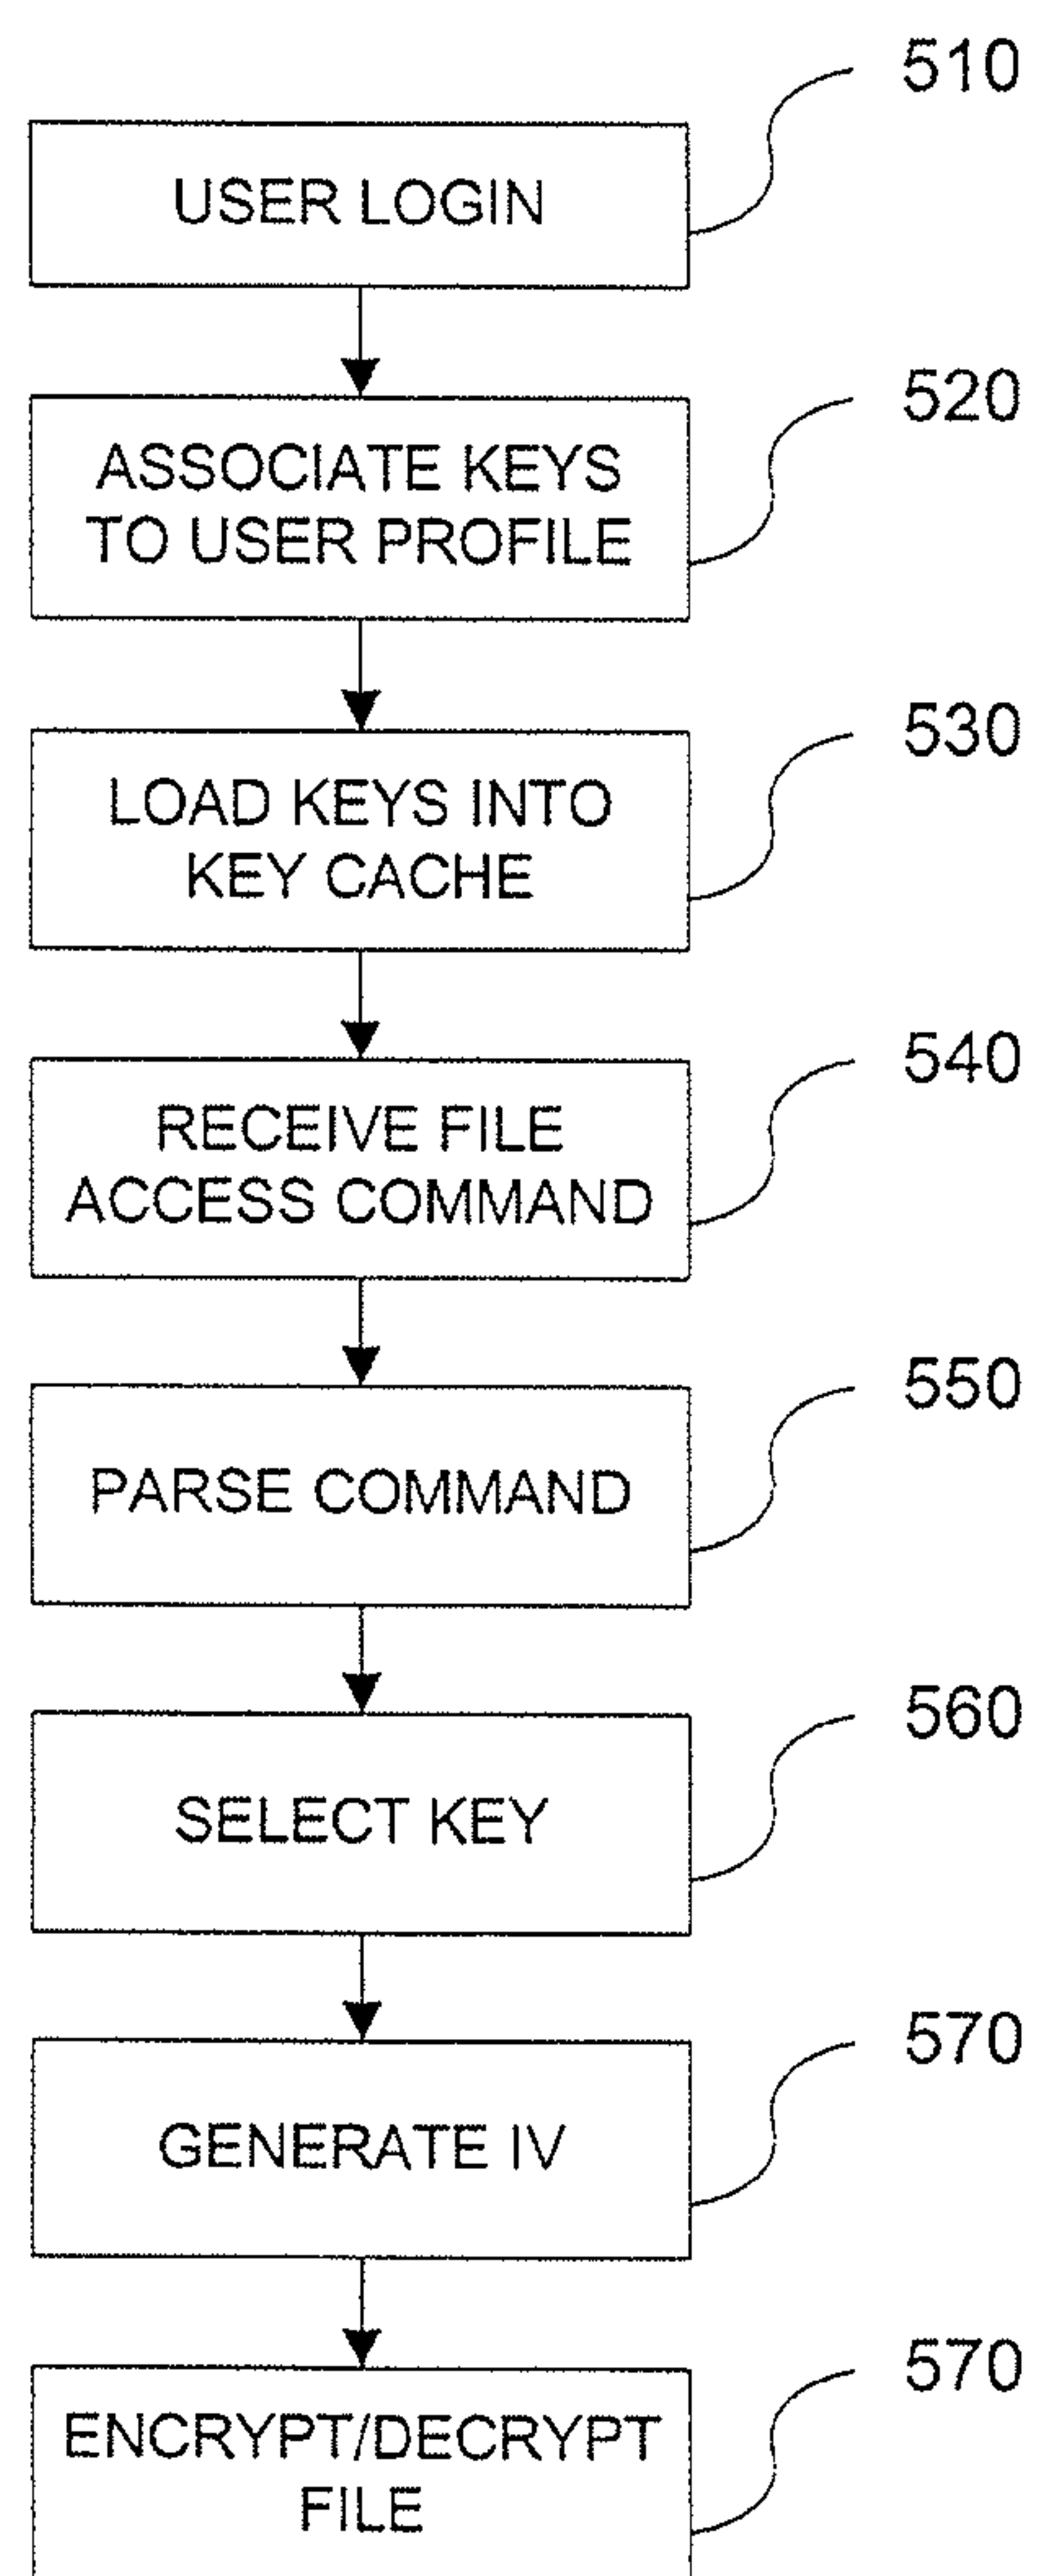 510
USER LOGIN
520
ASSOCIATE KEYS
TO USER PROFILE
530
LOAD KEYS INTO
KEY CACHE
540
RECEIVE FILE
ACCESS COMMAND
550
PARSE COMMAND
560
SELECT KEY
570
GENERATE IV
570
ENCRYPT/DECRYPT
FILE